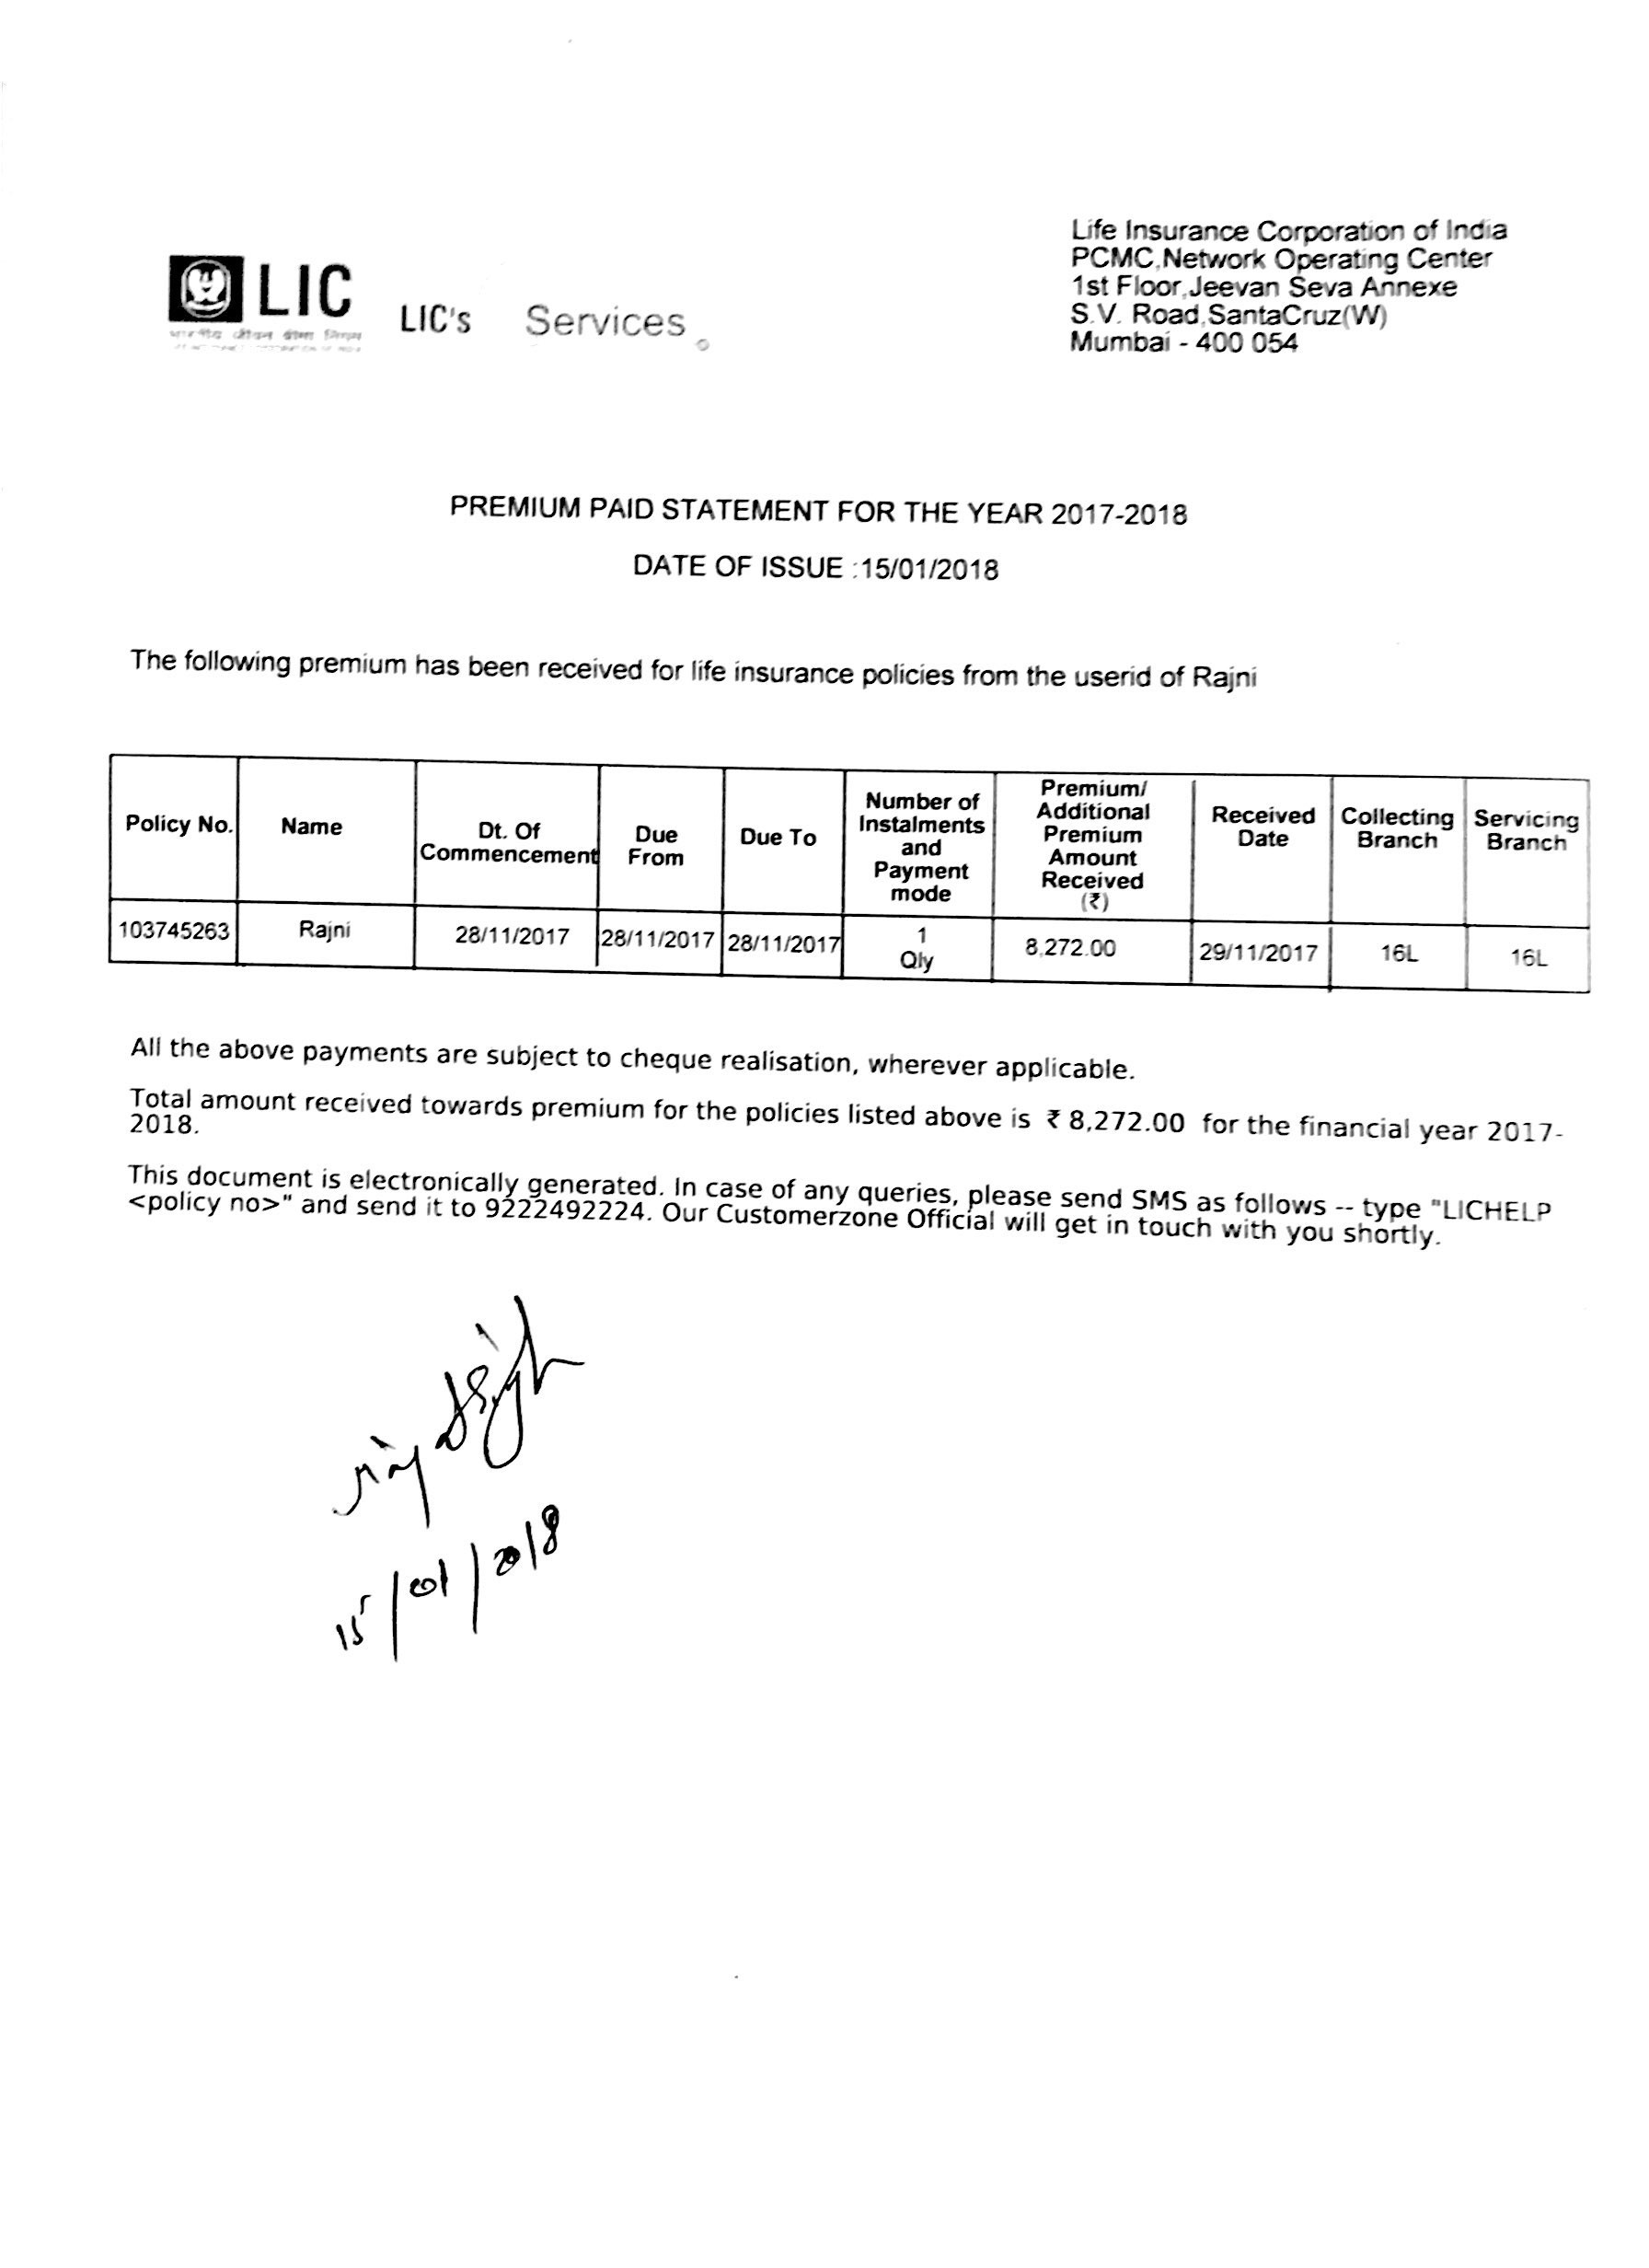 LIC
LIC's Services
Life Insurance Corporation of India
PCMC,Network Operating Center
1st Floor,Jeevan Seva Annexe
S.V. Road,SantaCruz(W)
Mumbai - 400 054
PREMIUM PAID STATEMENT FOR THE YEAR 2017-2018
DATE OF ISSUE :15/01/2018
The following premium has been received for life insurance policies from the userid of Rajni
Policy No. Name Dt. Of Commencement Due From Due To Number of Instalments and Payment mode Premium/ Additional Premium Amount Received (₹) Received Date Collecting Branch Servicing Branch
103745263 Rajni 28/11/2017 28/11/2017 28/11/2017 1 Qly 8,272.00 29/11/2017 16L 16L
All the above payments are subject to cheque realisation, wherever applicable.
Total amount received towards premium for the policies listed above is ₹ 8,272.00 for the financial year 2017-
2018.
This document is electronically generated. In case of any queries, please send SMS as follows -- type "LICHELP
<policy no>" and send it to 9222492224. Our Customerzone Official will get in touch with you shortly.
15/01/2018